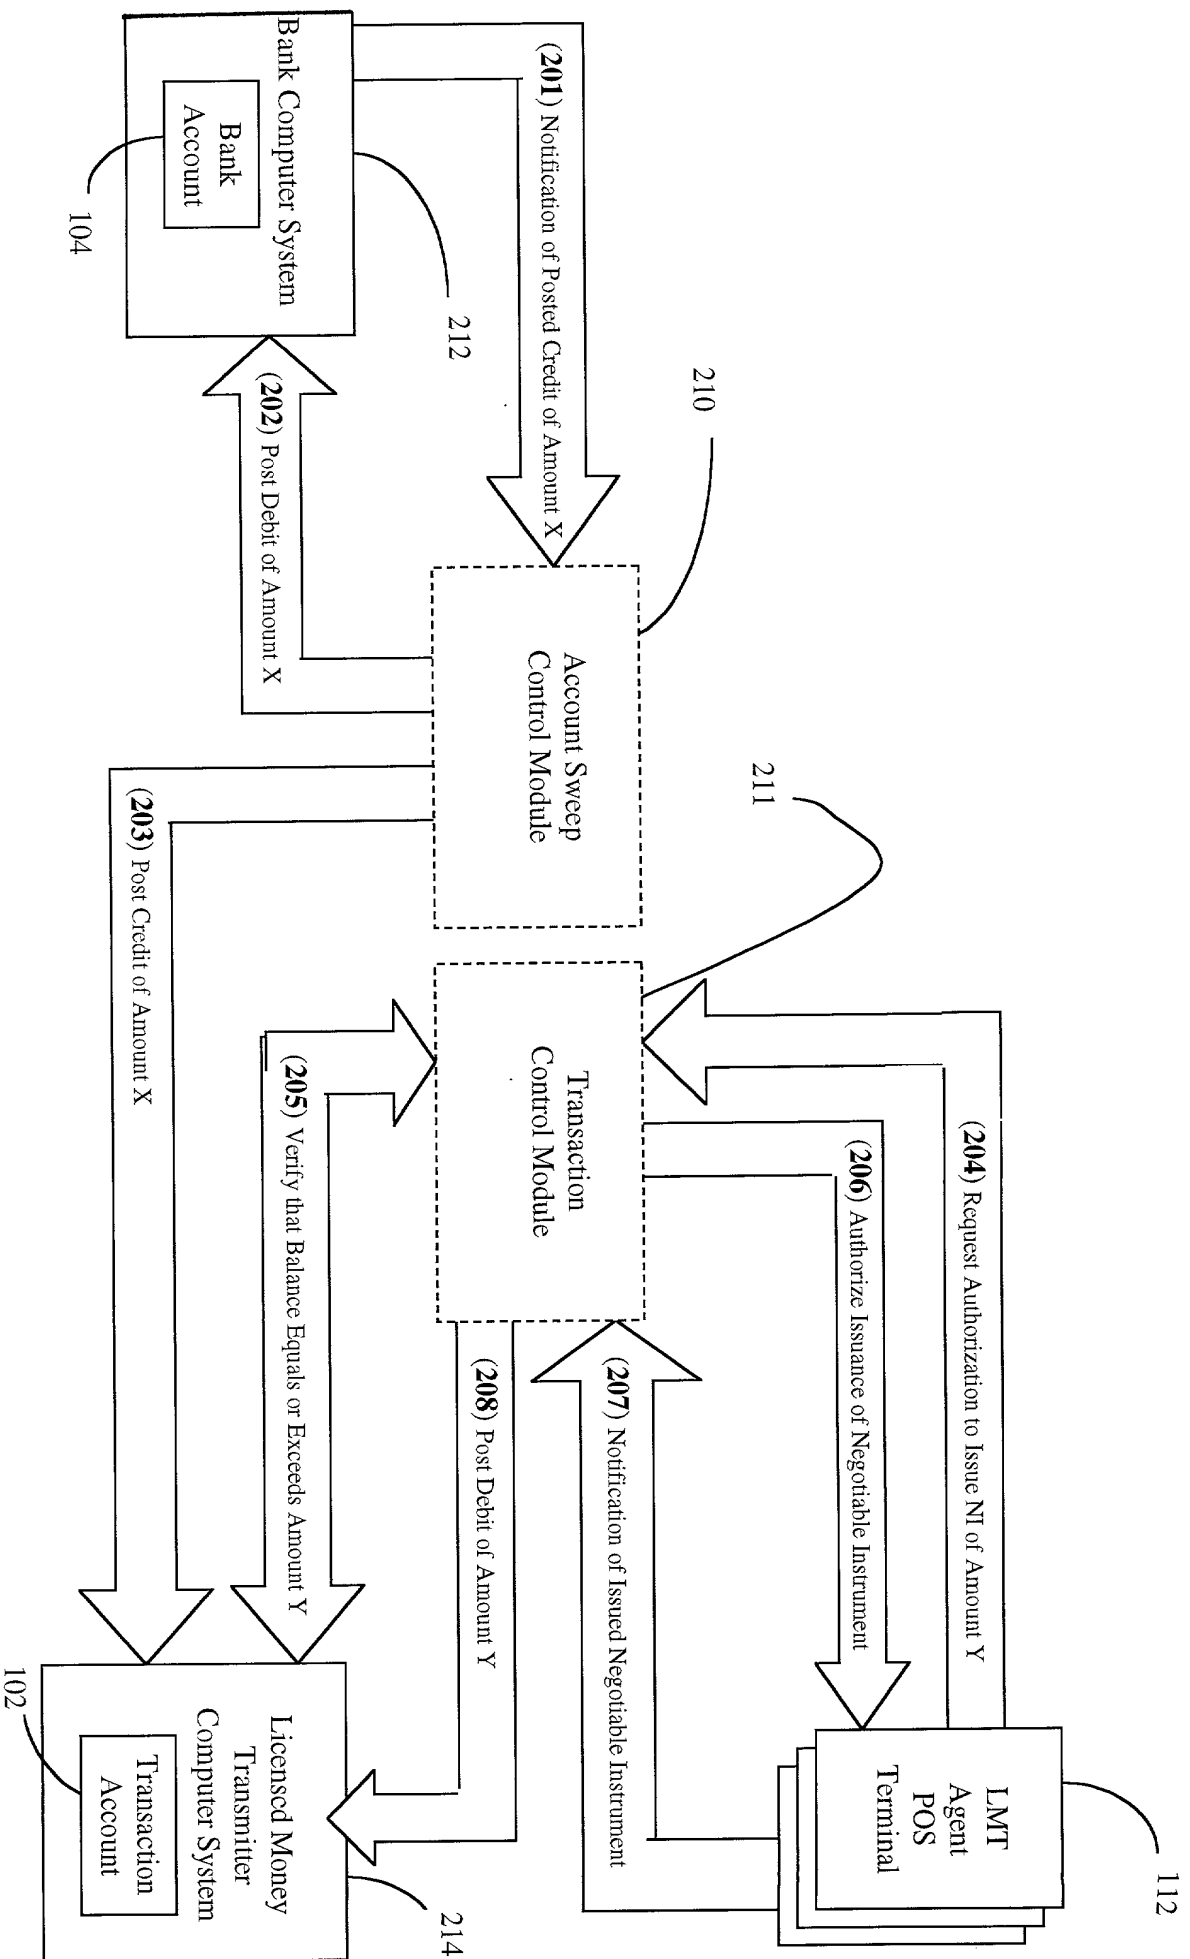 Bank Computer System
Bank
Account
104
212
(201) Notification of Posted Credit of Amount X
(202) Post Debit of Amount X
210
Account Sweep
Control Module
(203) Post Credit of Amount X
211
Transaction
Control Module
(204) Request Authorization to Issue NI of Amount Y
(206) Authorize Issuance of Negotiable Instrument
(205) Verify that Balance Equals or Exceeds Amount Y
(207) Notification of Issued Negotiable Instrument
(208) Post Debit of Amount Y
LMT
Agent
POS
Terminal
112
Licensed Money
Transmitter
Computer System
Transaction
Account
102
214